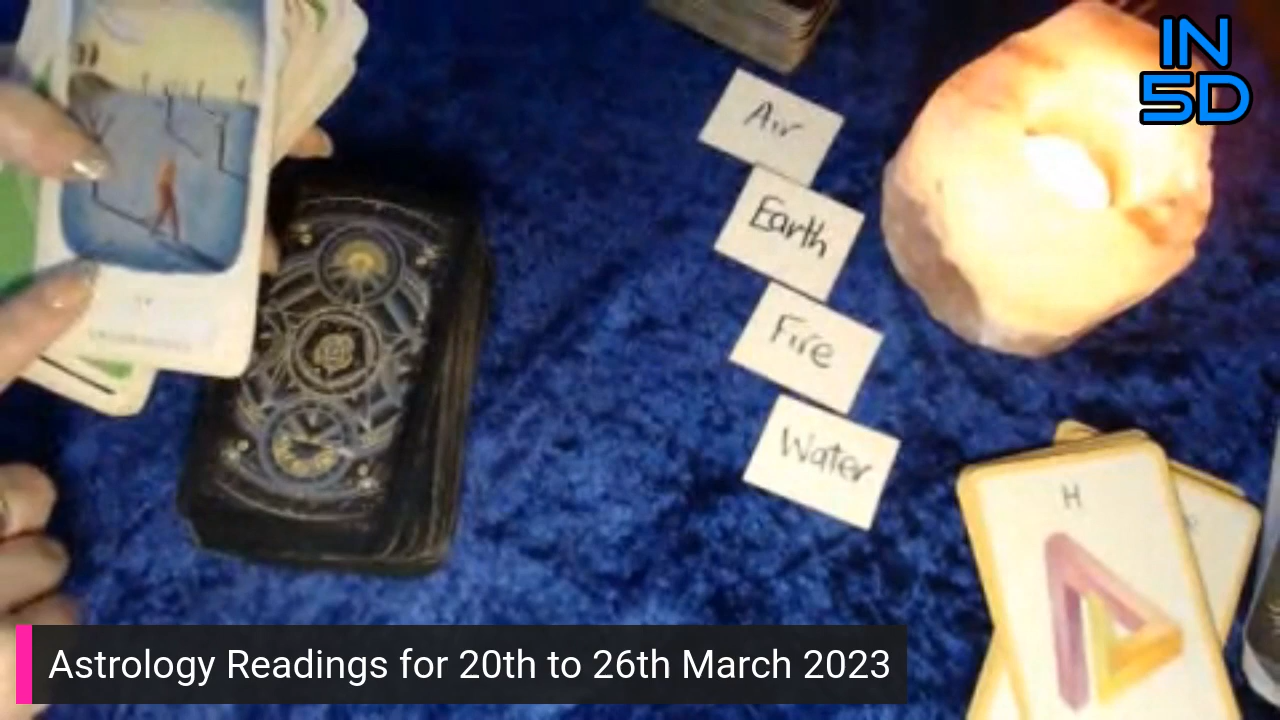 IN
5D
Air
Earth
Fire
Water
H
Astrology Readings for 20th to 26th March 2023